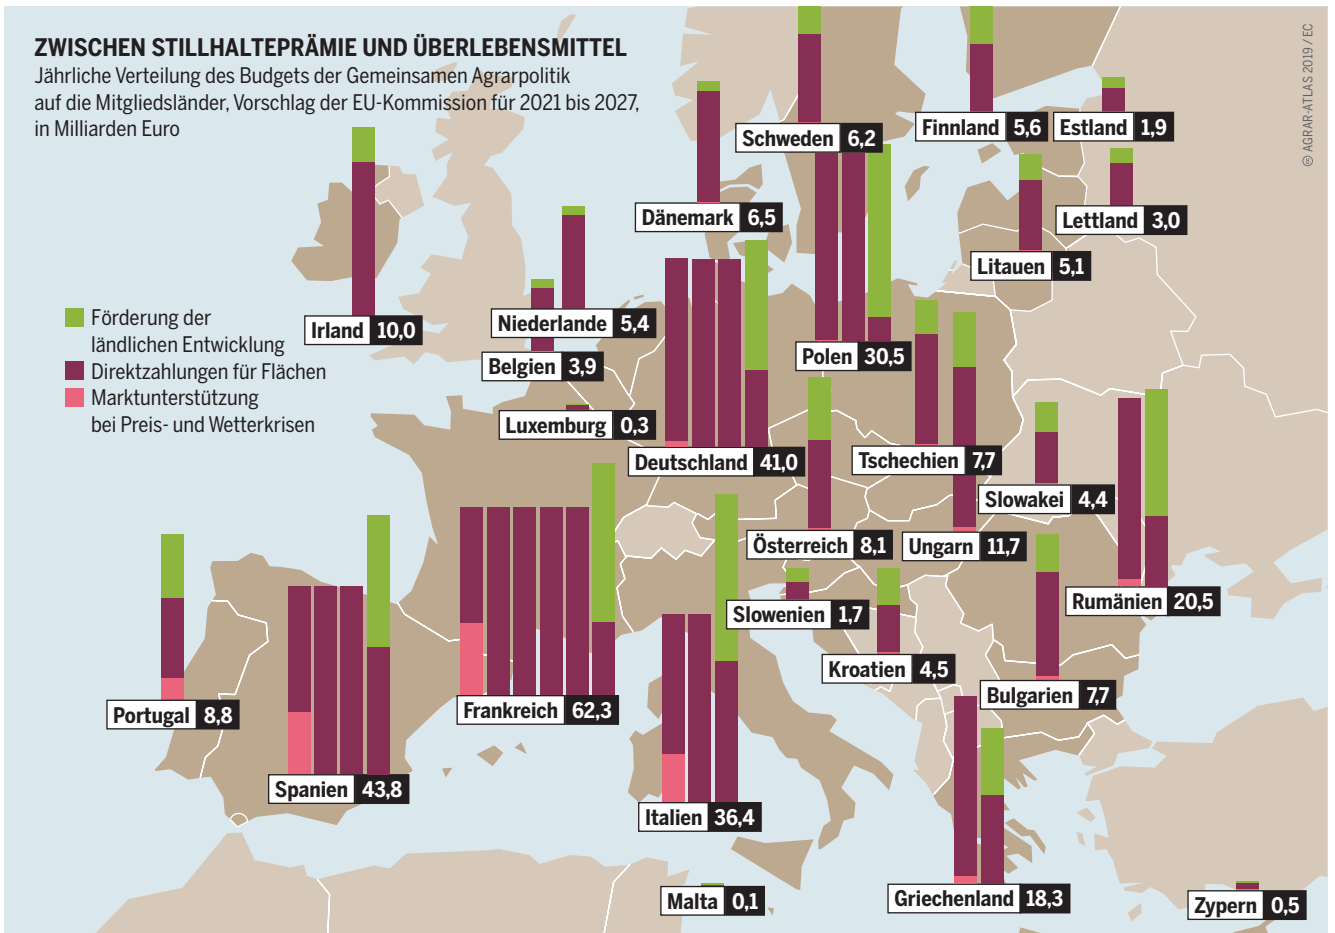 ZWISCHEN STILLHALTEPRÄMIE UND ÜBERLEBENSMITTEL
Jährliche Verteilung des Budgets der Gemeinsamen Agrarpolitik
auf die Mitgliedsländer, Vorschlag der EU-Kommission für 2021 bis 2027,
in Milliarden Euro
© AGRAR-ATLAS 2019 / EC
Finnland 5,6
Estland 1,9
Schweden 6,2
Dänemark 6,5
Lettland 3,0
Litauen 5,1
Irland 10,0
Niederlande 5,4
Belgien 3,9
Polen 30,5
Förderung der
ländlichen Entwicklung
Direktzahlungen für Flächen
Marktunterstützung
bei Preis- und Wetterkrisen
Luxemburg 0,3
Deutschland 41,0
Tschechien 7,7
Slowakei 4,4
Österreich 8,1
Ungarn 11,7
Rumänien 20,5
Slowenien 1,7
Kroatien 4,5
Bulgarien 7,7
Portugal 8,8
Frankreich 62,3
Spanien 43,8
Italien 36,4
Malta 0,1
Griechenland 18,3
Zypern 0,5